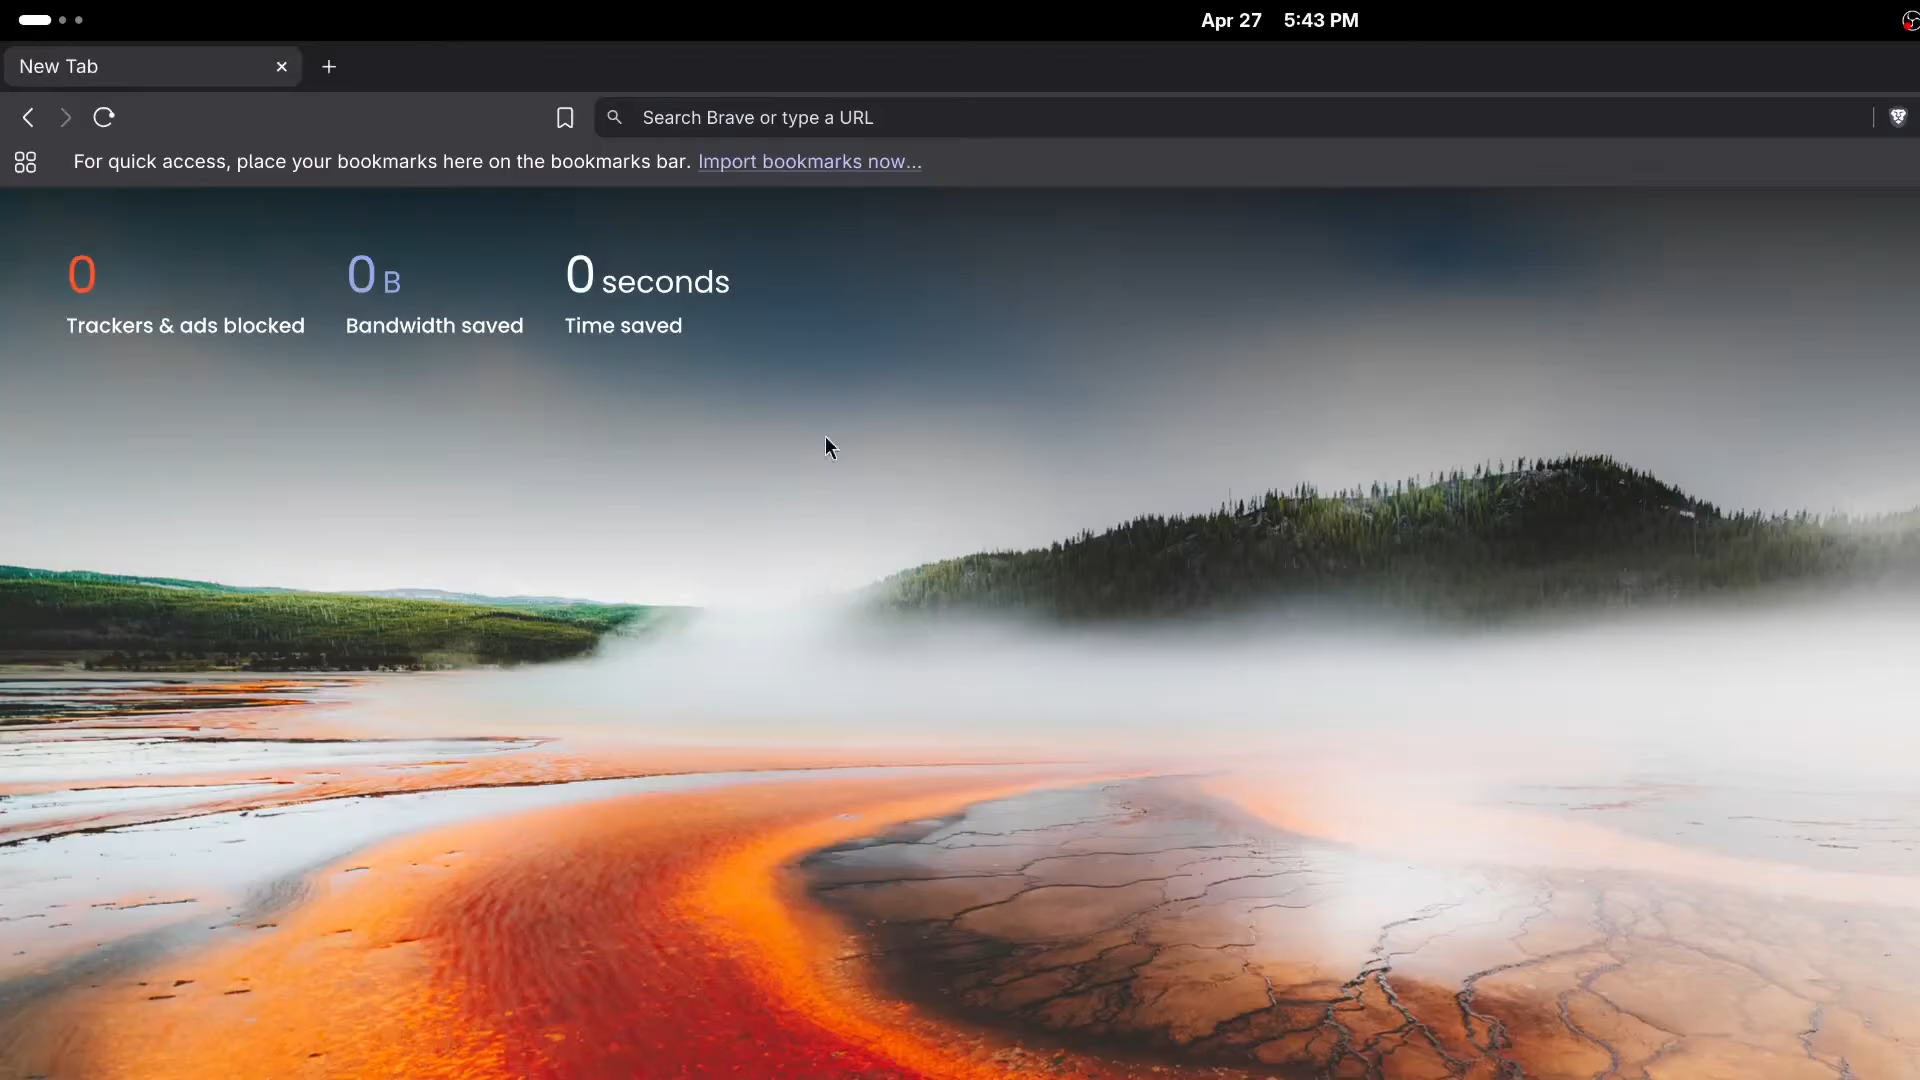 Apr 27 5:43 PM
New Tab
Search Brave or type a URL
For quick access, place your bookmarks here on the bookmarks bar. Import bookmarks now...
0 0 B 0 seconds
Trackers & ads blocked Bandwidth saved Time saved